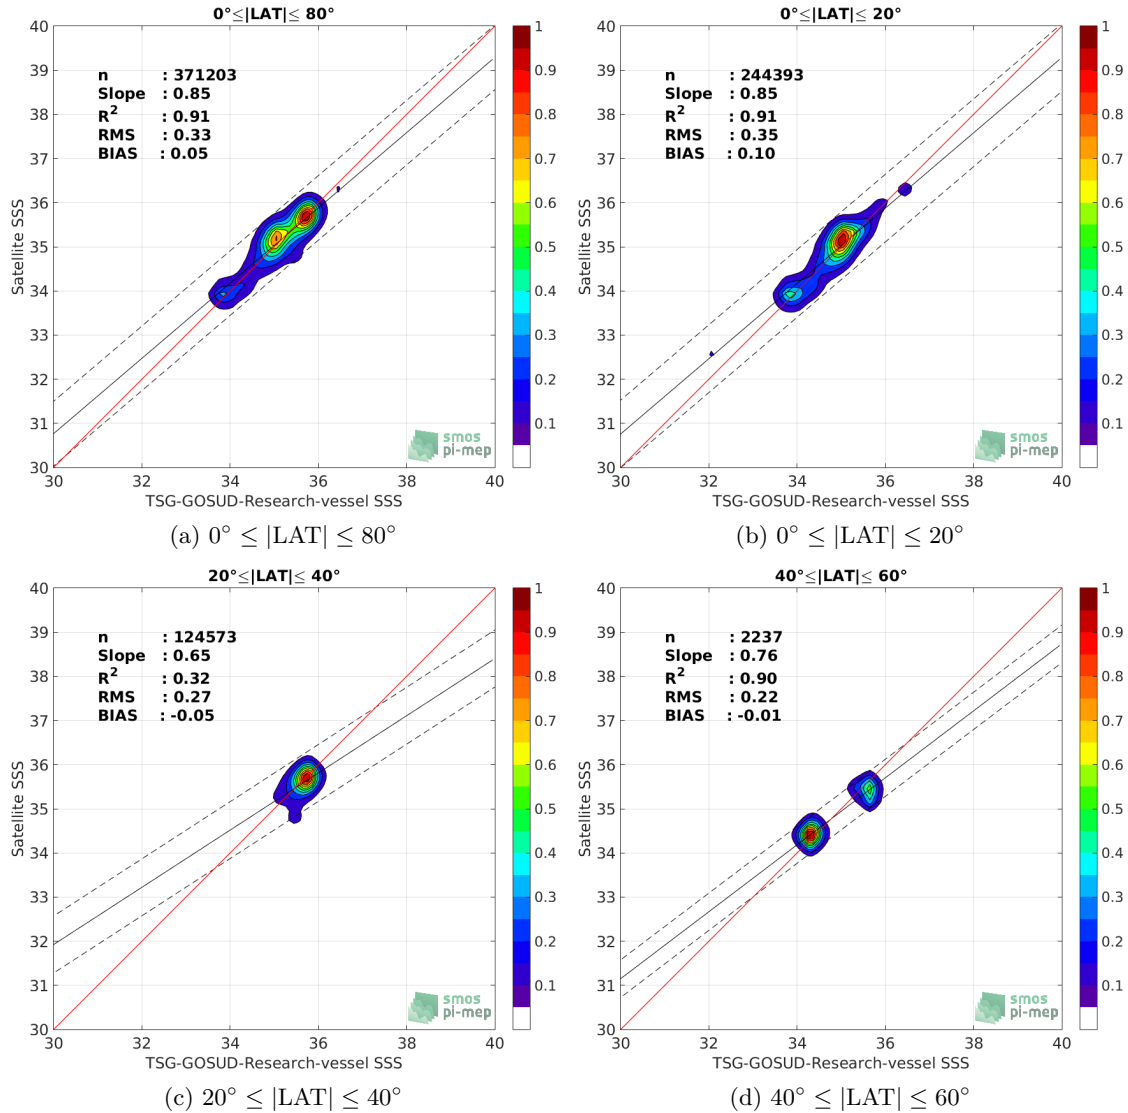 0°≤|LAT|≤ 80°
n : 371203
Slope : 0.85
R² : 0.91
RMS : 0.33
BIAS : 0.05
Satellite SSS
40
39
38
37
36
35
34
33
32
31
30
30 32 34 36 38 40
TSG-GOSUD-Research-vessel SSS
1
0.9
0.8
0.7
0.6
0.5
0.4
0.3
0.2
0.1
smos
pi-mep
(a) 0° ≤ |LAT| ≤ 80°
0°≤|LAT|≤ 20°
n : 244393
Slope : 0.85
R² : 0.91
RMS : 0.35
BIAS : 0.10
Satellite SSS
40
39
38
37
36
35
34
33
32
31
30
30 32 34 36 38 40
TSG-GOSUD-Research-vessel SSS
1
0.9
0.8
0.7
0.6
0.5
0.4
0.3
0.2
0.1
smos
pi-mep
(b) 0° ≤ |LAT| ≤ 20°
20°≤|LAT|≤ 40°
n : 124573
Slope : 0.65
R² : 0.32
RMS : 0.27
BIAS : -0.05
Satellite SSS
40
39
38
37
36
35
34
33
32
31
30
30 32 34 36 38 40
TSG-GOSUD-Research-vessel SSS
1
0.9
0.8
0.7
0.6
0.5
0.4
0.3
0.2
0.1
smos
pi-mep
(c) 20° ≤ |LAT| ≤ 40°
40°≤|LAT|≤ 60°
n : 2237
Slope : 0.76
R² : 0.90
RMS : 0.22
BIAS : -0.01
Satellite SSS
40
39
38
37
36
35
34
33
32
31
30
30 32 34 36 38 40
TSG-GOSUD-Research-vessel SSS
1
0.9
0.8
0.7
0.6
0.5
0.4
0.3
0.2
0.1
smos
pi-mep
(d) 40° ≤ |LAT| ≤ 60°